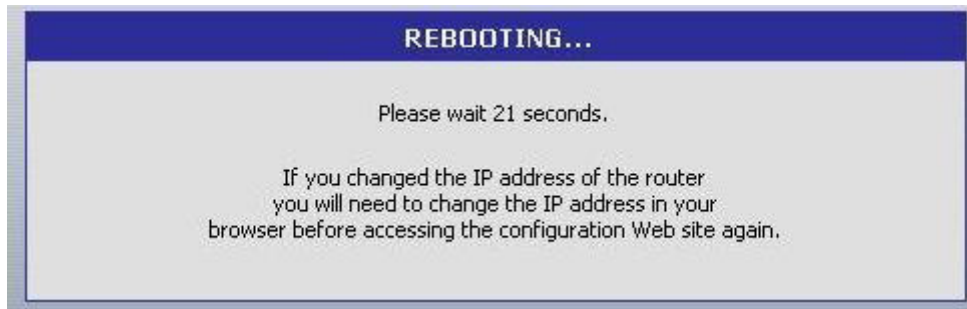 REBOOTING...
Please wait 21 seconds.
If you changed the IP address of the router
you will need to change the IP address in your
browser before accessing the configuration Web site again.